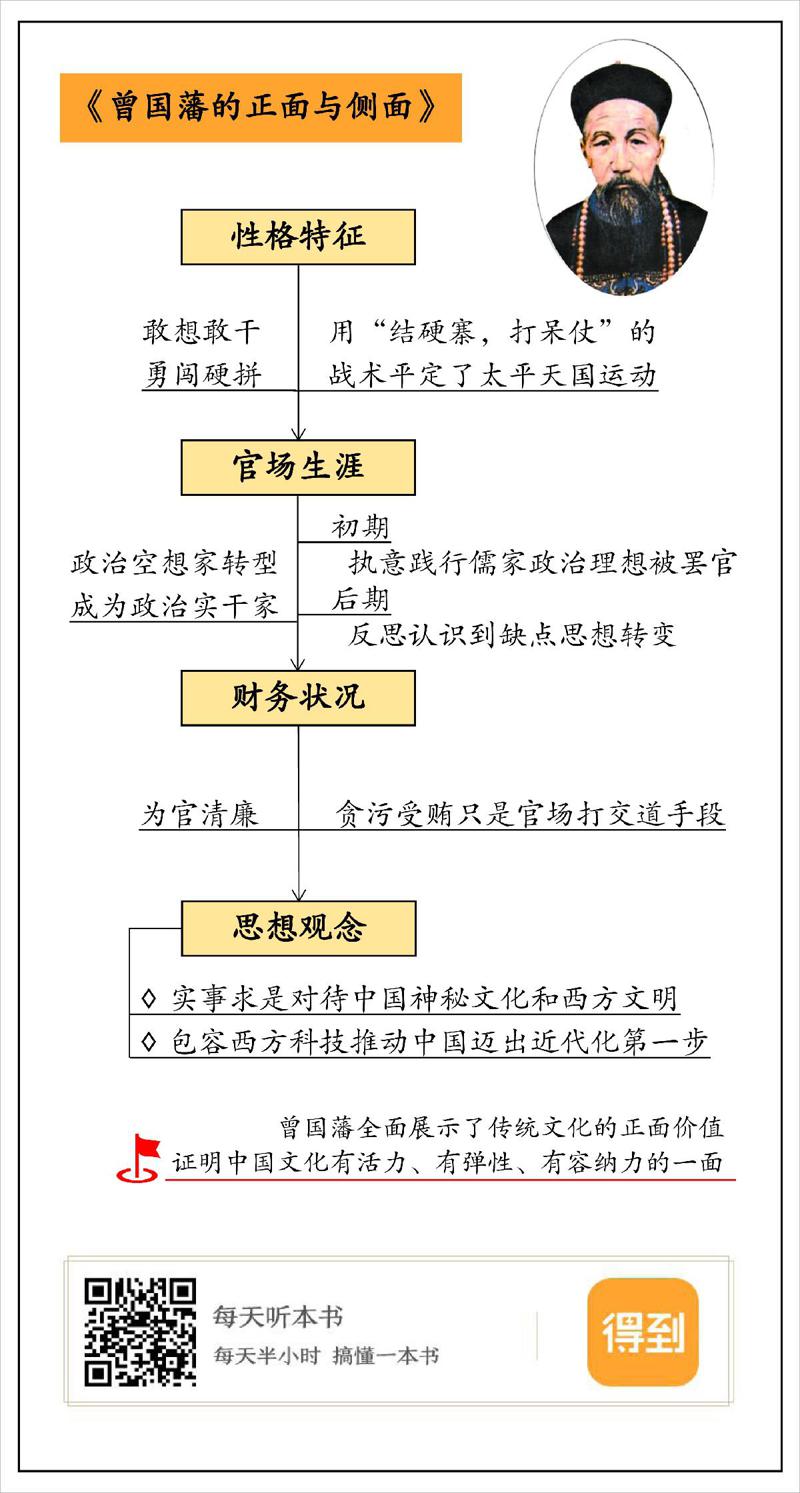 《曾国藩的正面与侧面》
性格特征
敢想敢干
勇闯硬拼
用“结硬寨，打呆仗”的
战术平定了太平天国运动
官场生涯
政治空想家转型
成为政治实干家
初期
执意践行儒家政治理想被罢官
后期
反思认识到缺点思想转变
财务状况
为官清廉
贪污受贿只是官场打交道手段
思想观念
◊ 实事求是对待中国神秘文化和西方文明
◊ 包容西方科技推动中国迈出近代化第一步
曾国藩全面展示了传统文化的正面价值
证明中国文化有活力、有弹性、有容纳力的一面
每天听本书
每天半小时 搞懂一本书
得到